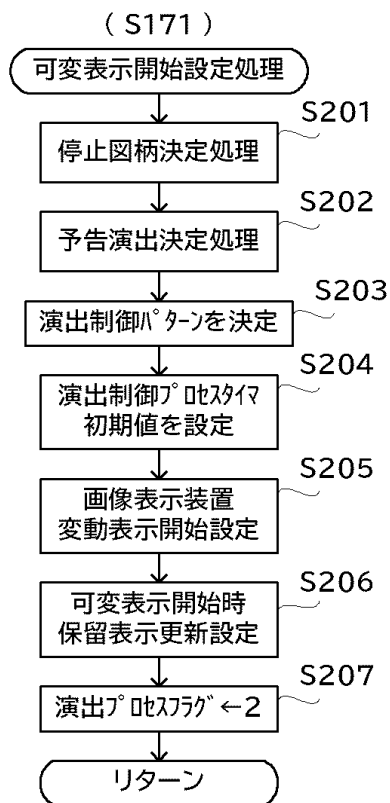 ( S171 )
可変表示開始設定処理
S201
停止図柄決定処理
S202
予告演出決定処理
S203
演出制御ﾊﾟﾀｰﾝを決定
S204
演出制御ﾌﾟﾛｾｽﾀｲﾏ
初期値を設定
S205
画像表示装置
変動表示開始設定
S206
可変表示開始時
保留表示更新設定
S207
演出ﾌﾟﾛｾｽﾌﾗｸﾞ←2
リターン